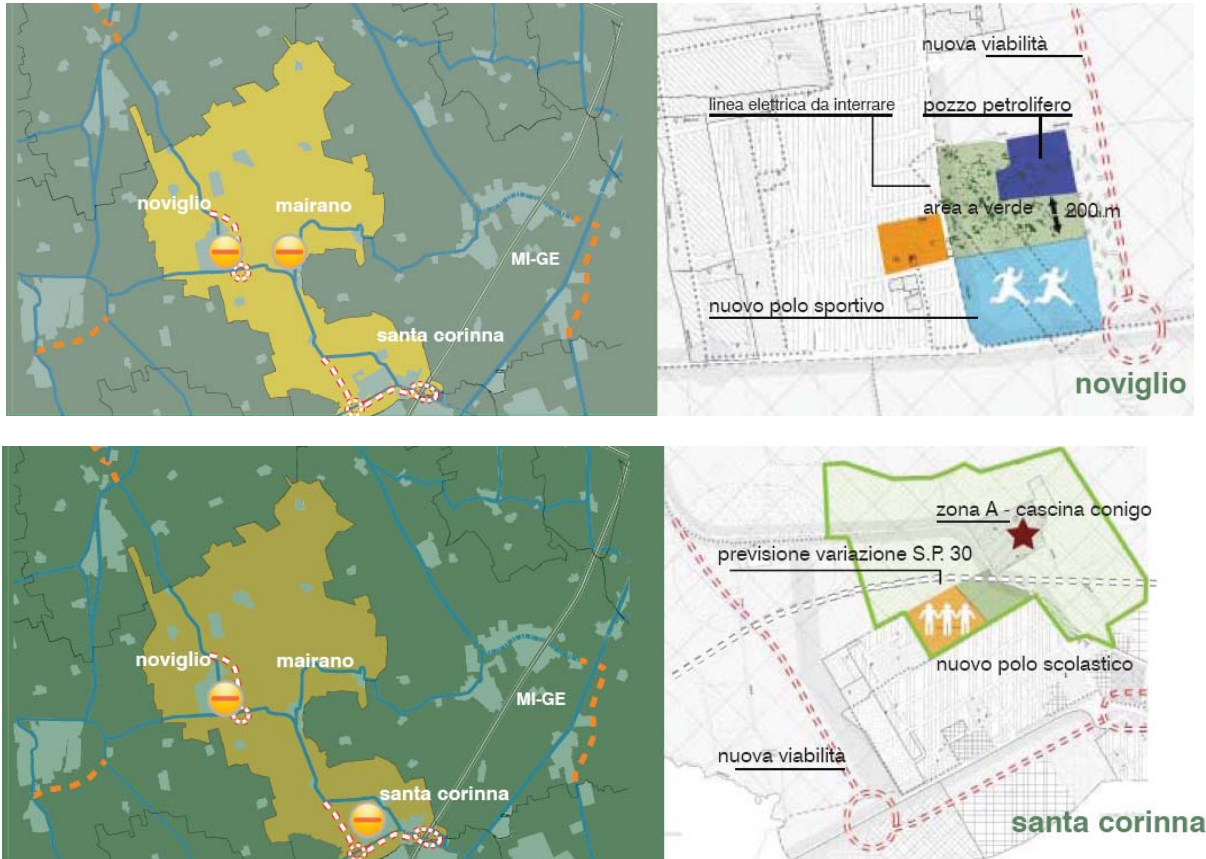 noviglio
mairano
MI-GE
santa corinna
nuova viabilità
linea elettrica da interrare
pozzo petrolifero
area a verde
200 m
nuovo polo sportivo
noviglio
noviglio
mairano
MI-GE
santa corinna
zona A - cascina conigo
previsione variazione S.P. 30
nuovo polo scolastico
nuova viabilità
santa corinna